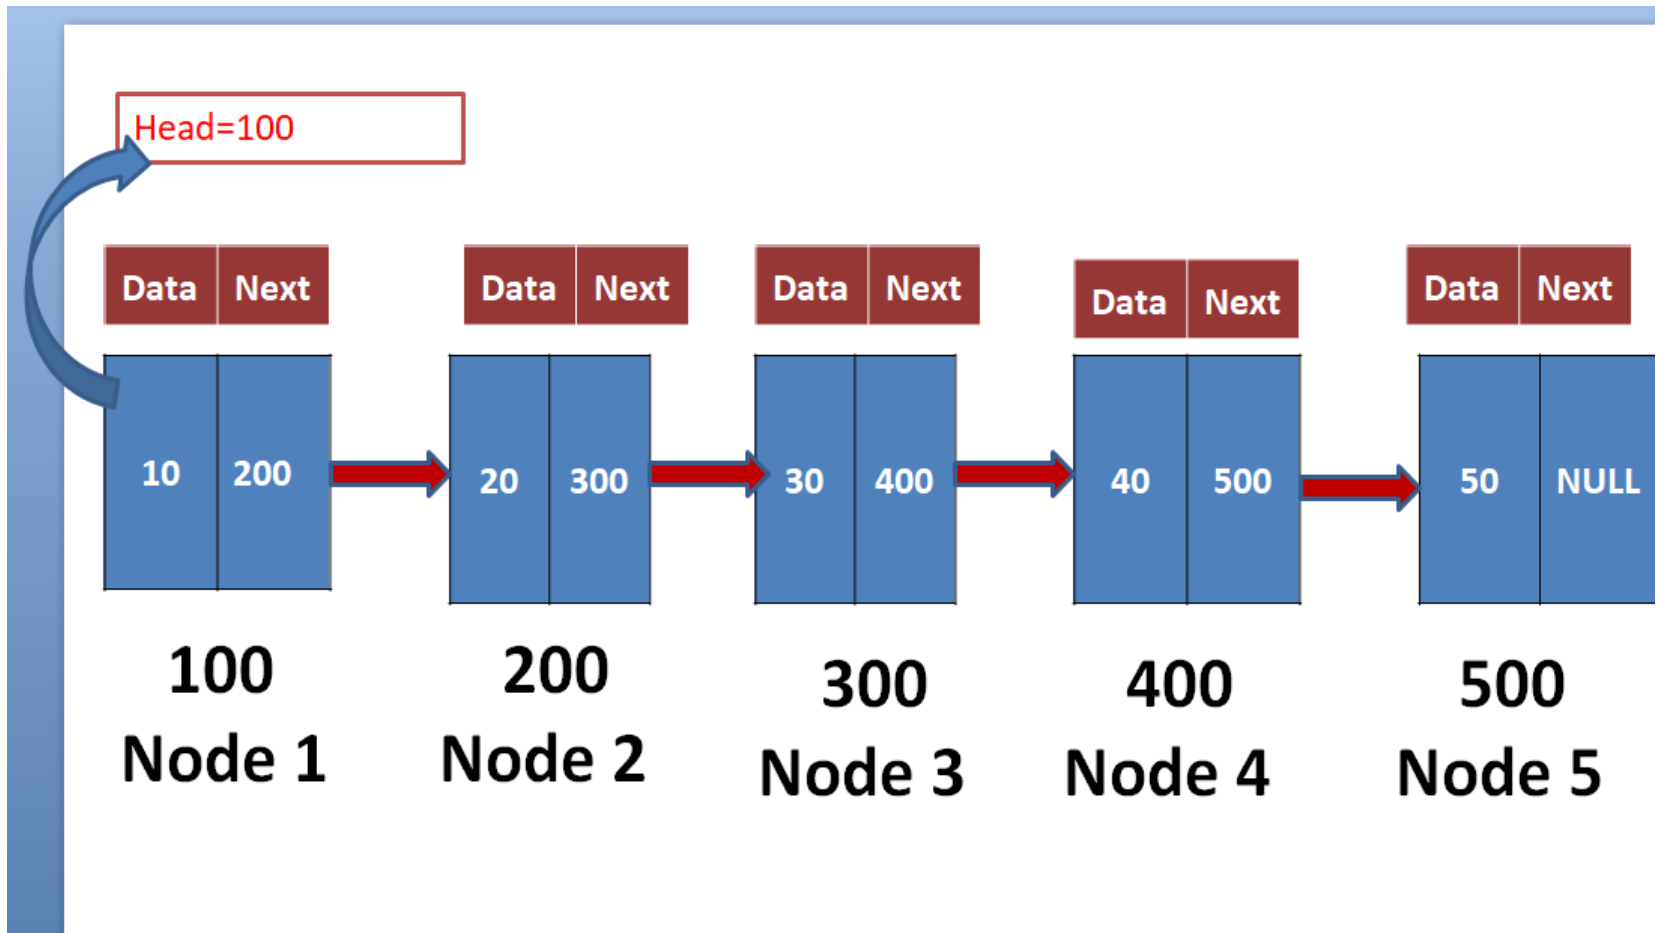 Head=100
Data Next
Data Next
Data Next
Data Next
Data Next
10 200
20 300
30 400
40 500
50 NULL
100
Node 1
200
Node 2
300
Node 3
400
Node 4
500
Node 5